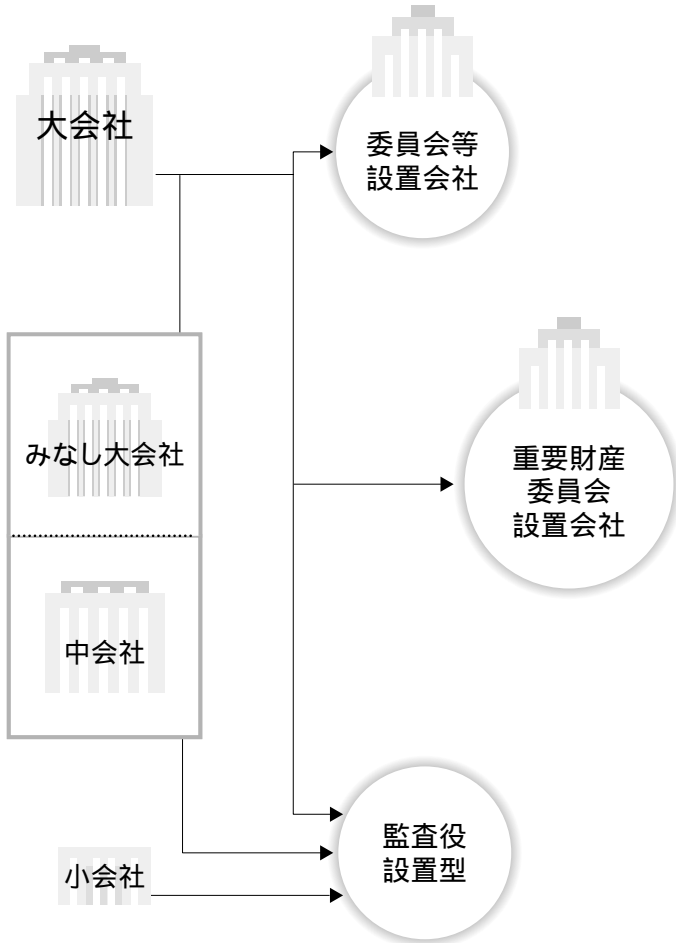 大会社
委員会等
設置会社
みなし大会社
重要財産
委員会
設置会社
中会社
監査役
設置型
小会社